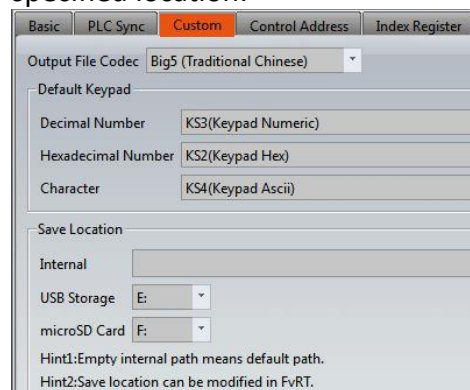 specified location.
Basic PLC Sync Custom Control Address Index Register
Output File Codec Big5 (Traditional Chinese)
Default Keypad
Decimal Number KS3(Keypad Numeric)
Hexadecimal Number KS2(Keypad Hex)
Character KS4(Keypad Ascii)
Save Location
Internal
USB Storage E:
microSD Card F:
Hint1:Empty internal path means default path.
Hint2:Save location can be modified in FvRT.